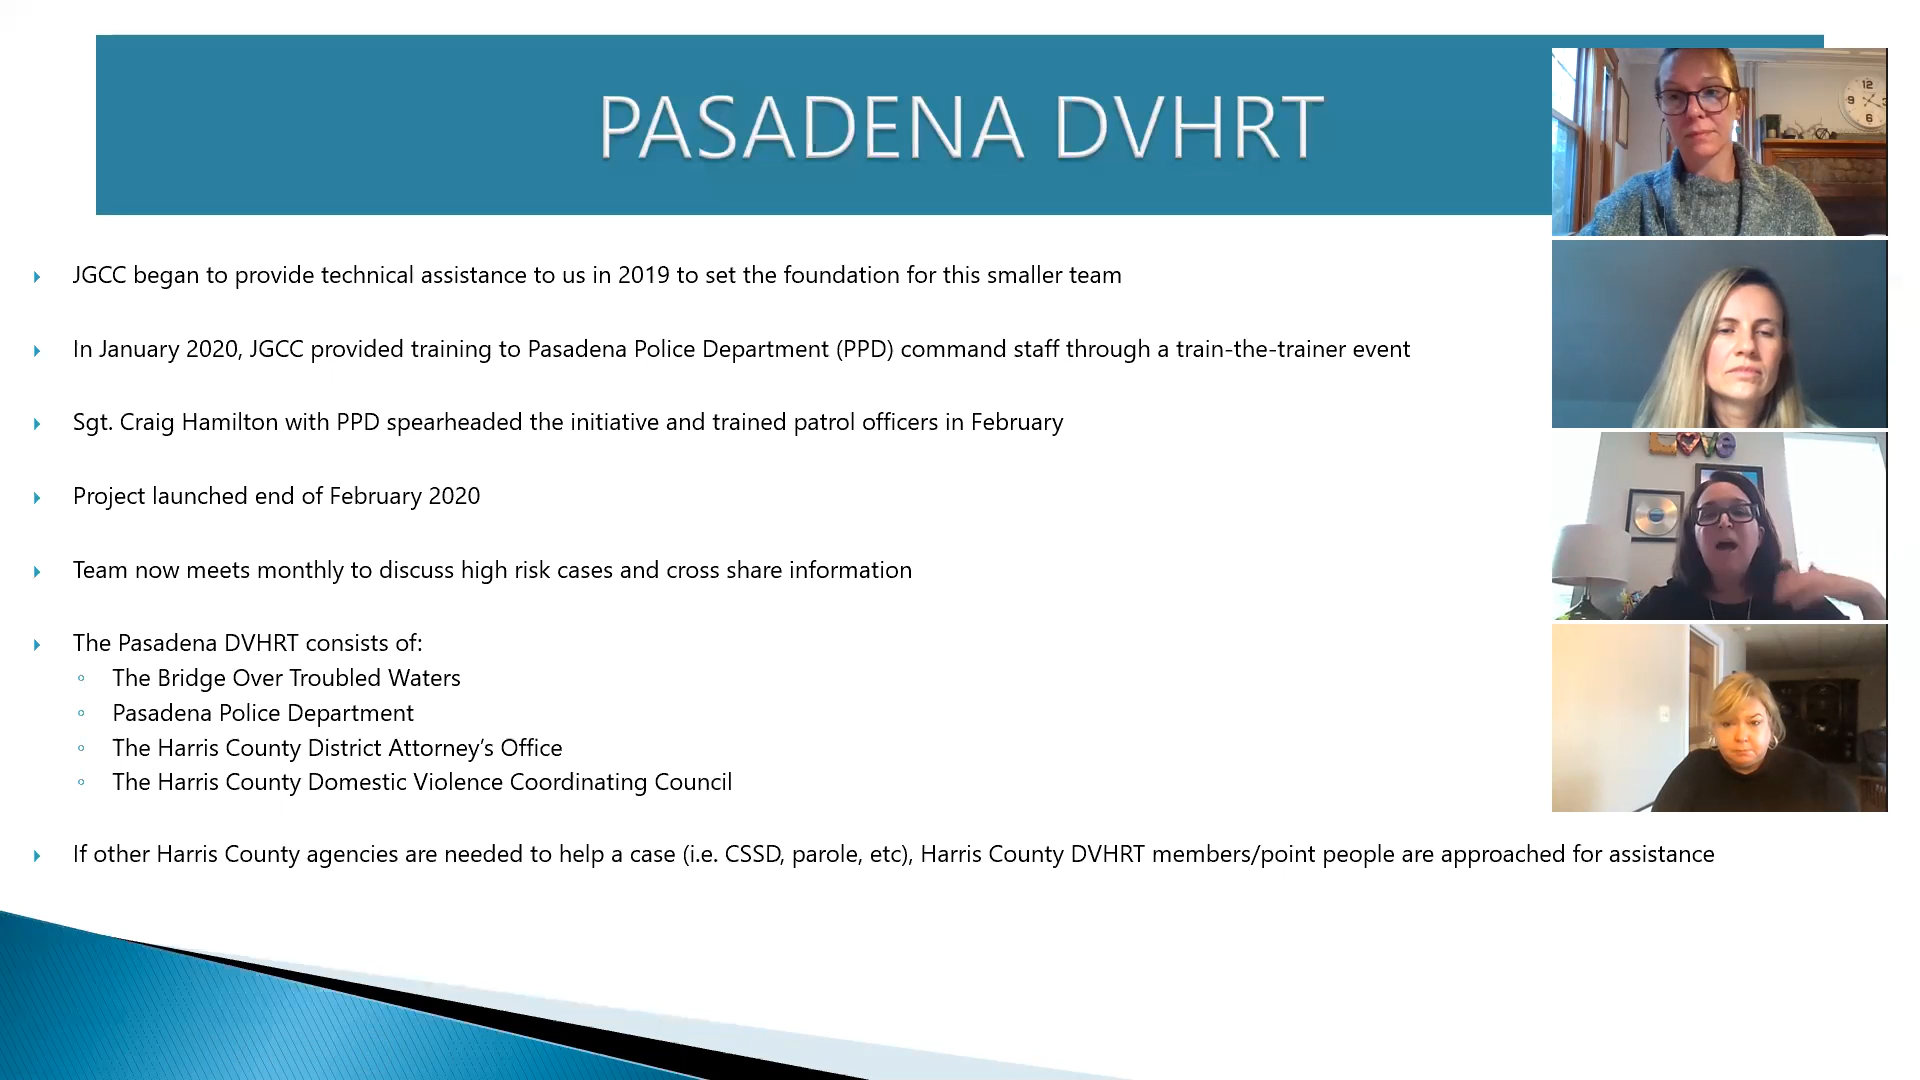 PASADENA DVHRT
JGCC began to provide technical assistance to us in 2019 to set the foundation for this smaller team
In January 2020, JGCC provided training to Pasadena Police Department (PPD) command staff through a train-the-trainer event
Sgt. Craig Hamilton with PPD spearheaded the initiative and trained patrol officers in February
Project launched end of February 2020
Team now meets monthly to discuss high risk cases and cross share information
The Pasadena DVHRT consists of:
The Bridge Over Troubled Waters
Pasadena Police Department
The Harris County District Attorney’s Office
The Harris County Domestic Violence Coordinating Council
If other Harris County agencies are needed to help a case (i.e. CSSD, parole, etc), Harris County DVHRT members/point people are approached for assistance
12
9
3
6
Love